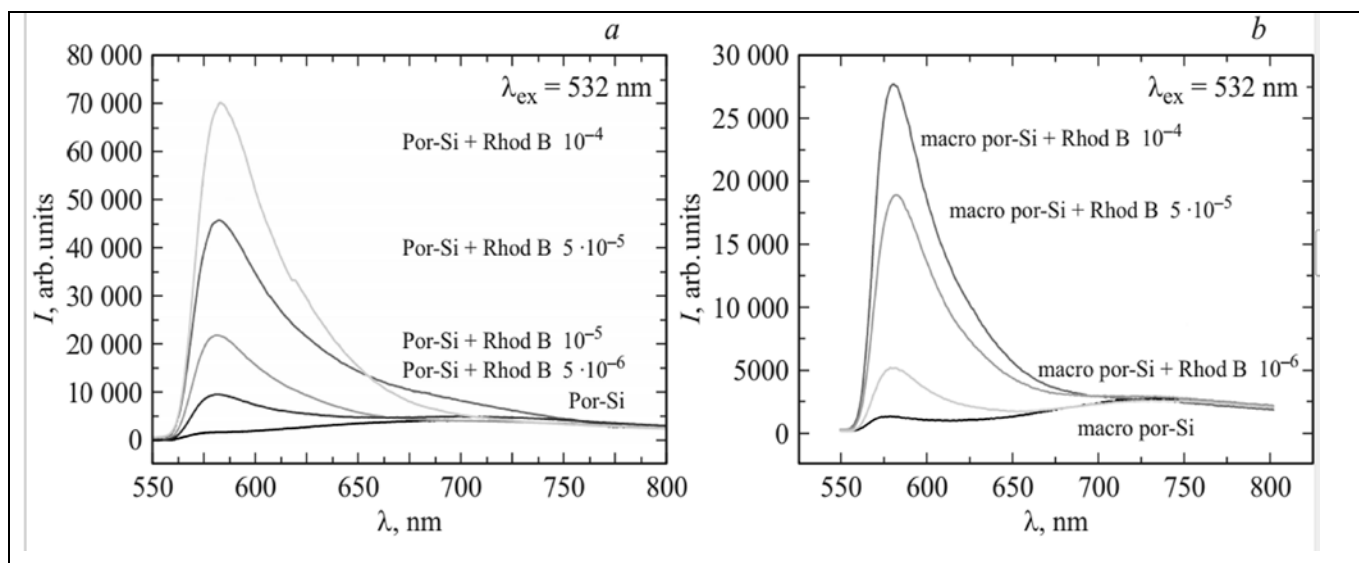 a
80 000
70 000
60 000
50 000
40 000
30 000
20 000
10 000
0
I, arb. units
λex = 532 nm
Por-Si + Rhod B 10⁻⁴
Por-Si + Rhod B 5 ·10⁻⁵
Por-Si + Rhod B 10⁻⁵
Por-Si + Rhod B 5 ·10⁻⁶
Por-Si
550 600 650 700 750 800
λ, nm
b
30 000
25 000
20 000
15 000
10 000
5000
0
I, arb. units
λex = 532 nm
macro por-Si + Rhod B 10⁻⁴
macro por-Si + Rhod B 5 ·10⁻⁵
macro por-Si + Rhod B 10⁻⁶
macro por-Si
550 600 650 700 750 800
λ, nm